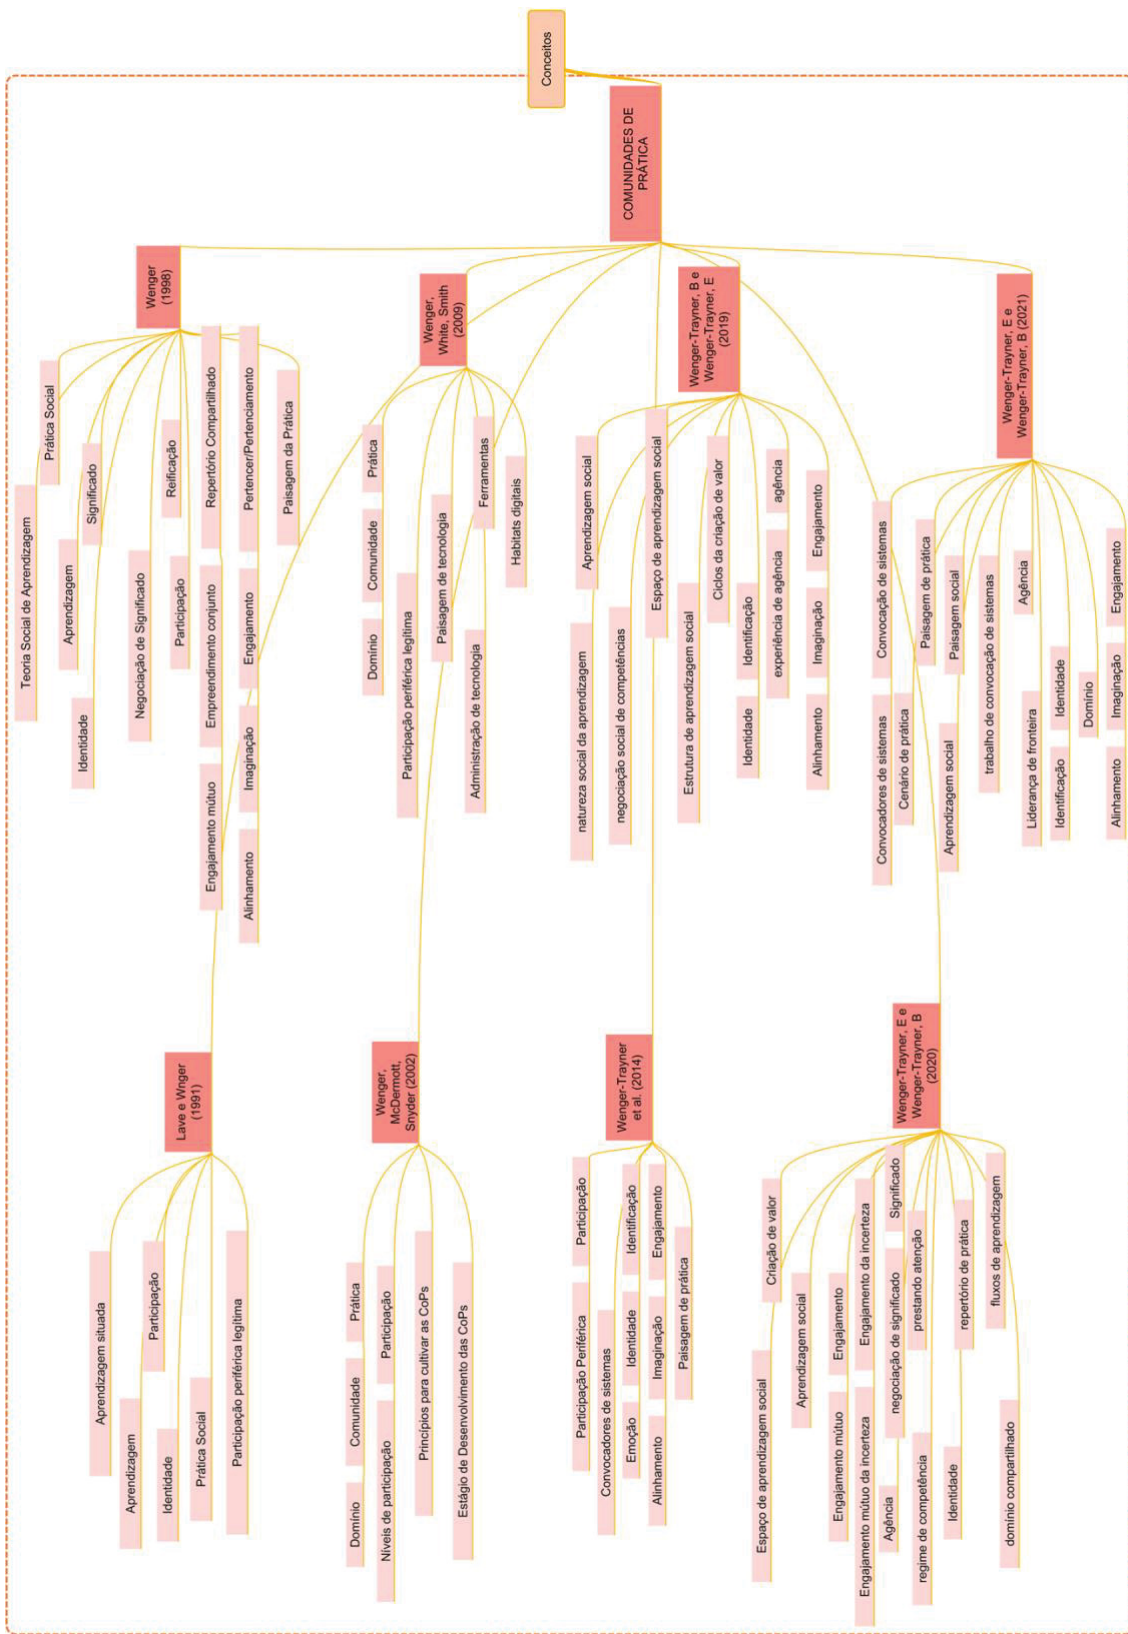 Conceitos
COMUNIDADES DE
PRÁTICA
Wenger
(1998)
Teoria Social de Aprendizagem
Prática Social
Aprendizagem
Identidade
Significado
Negociação de Significado
Reificação
Participação
Engajamento mútuo
Empreendimento conjunto
Repertório Compartilhado
Alinhamento
Imaginação
Engajamento
Pertencer/Pertenciamento
Paisagem da Prática
Lave e Wnger
(1991)
Aprendizagem situada
Aprendizagem
Participação
Identidade
Prática Social
Participação periférica legítima
Wenger,
White, Smith
(2009)
Domínio
Comunidade
Prática
Participação periférica legítima
Paisagem de tecnologia
Administração de tecnologia
Ferramentas
Habitats digitais
Wenger,
McDermott,
Snyder (2002)
Domínio
Comunidade
Prática
Níveis de participação
Participação
Princípios para cultivar as CoPs
Estágio de Desenvolvimento das CoPs
Wenger-Trayner, B e
Wenger-Trayner, E
(2019)
Aprendizagem social
natureza social da aprendizagem
negociação social de competências
Espaço de aprendizagem social
Estrutura de aprendizagem social
Ciclos da criação de valor
Identidade
Identificação
experiência de agência
agência
Alinhamento
Imaginação
Engajamento
Wenger-Trayner
et al. (2014)
Participação Periférica
Participação
Convocadores de sistemas
Emoção
Identidade
Identificação
Alinhamento
Imaginação
Engajamento
Paisagem de prática
Wenger-Trayner, E e
Wenger-Trayner, B (2021)
Convocadores de sistemas
Convocação de sistemas
Cenário de prática
Paisagem de prática
Aprendizagem social
Paisagem social
trabalho de convocação de sistemas
Liderança de fronteira
Agência
Identificação
Identidade
Domínio
Alinhamento
Imaginação
Engajamento
Wenger-Trayner, E e
Wenger-Trayner, B
(2020)
Espaço de aprendizagem social
Criação de valor
Aprendizagem social
Engajamento mútuo
Engajamento
Engajamento mútuo da incerteza
Engajamento da incerteza
Agência
negociação de significado
Significado
regime de competência
prestando atenção
Identidade
repertório de prática
domínio compartilhado
fluxos de aprendizagem